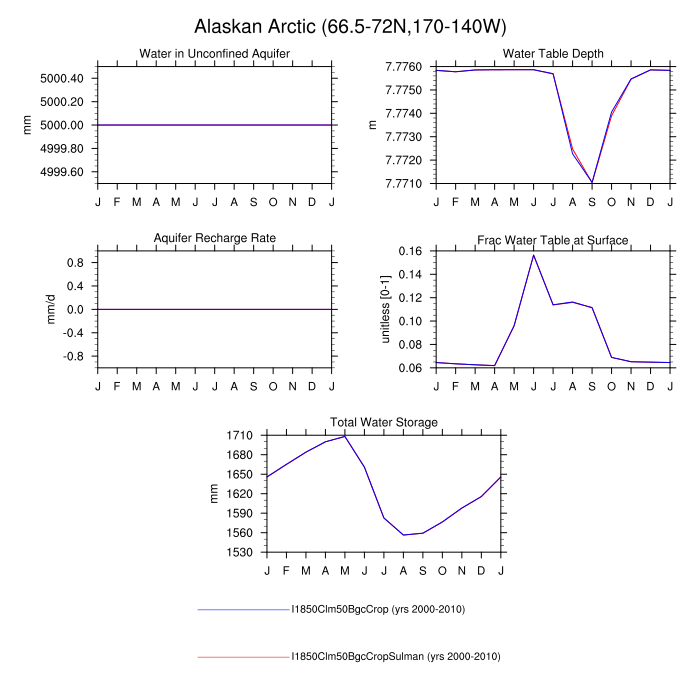 Alaskan Arctic (66.5-72N,170-140W)
Water in Unconfined Aquifer
5000.40
5000.20
5000.00
4999.80
4999.60
mm
J F M A M J J A S O N D J
Water Table Depth
7.7760
7.7750
7.7740
7.7730
7.7720
7.7710
m
J F M A M J J A S O N D J
Aquifer Recharge Rate
0.8
0.4
0.0
-0.4
-0.8
mm/d
J F M A M J J A S O N D J
Frac Water Table at Surface
0.16
0.14
0.12
0.10
0.08
0.06
unitless [0-1]
J F M A M J J A S O N D J
Total Water Storage
1710
1680
1650
1620
1590
1560
1530
mm
J F M A M J J A S O N D J
I1850Clm50BgcCrop (yrs 2000-2010)
I1850Clm50BgcCropSulman (yrs 2000-2010)